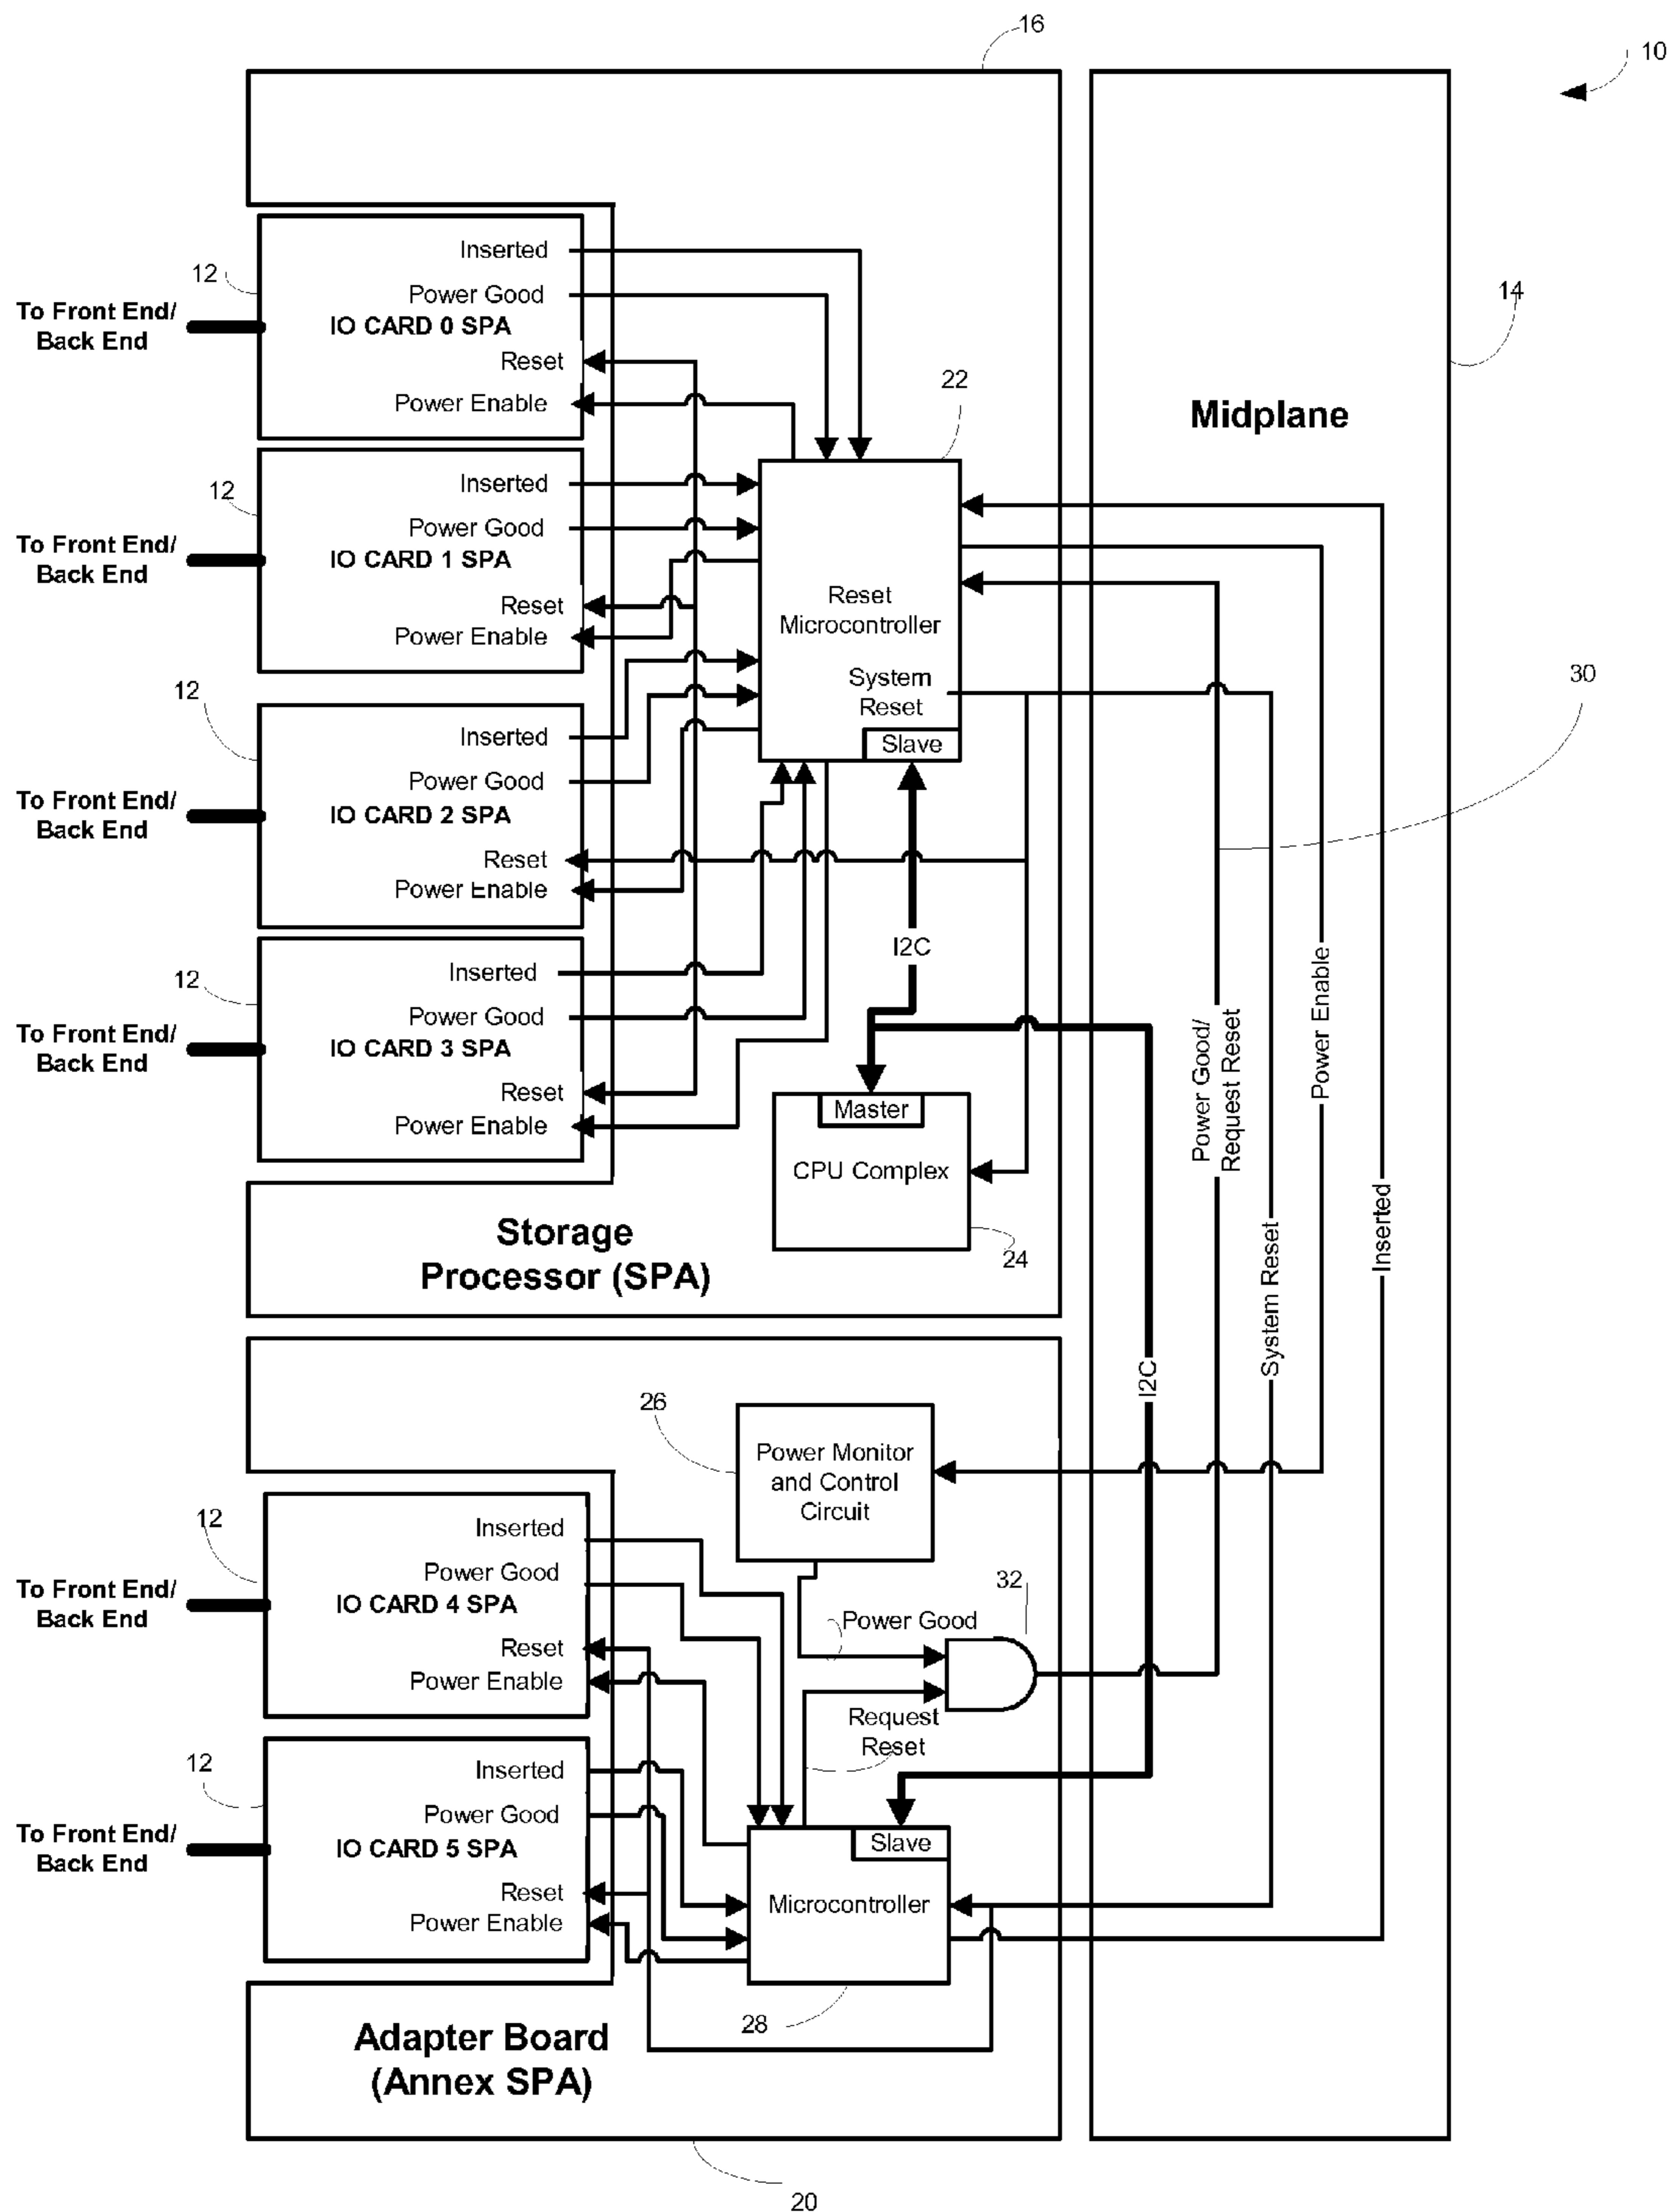 16
10
12
Inserted
To Front End/
Back End
Power Good
IO CARD 0 SPA
Reset
Power Enable
14
22
Midplane
12
Inserted
To Front End/
Back End
Power Good
IO CARD 1 SPA
Reset
Power Enable
Reset
Microcontroller
System
Reset
Slave
30
12
Inserted
To Front End/
Back End
Power Good
IO CARD 2 SPA
Reset
Power Enable
I2C
12
Inserted
To Front End/
Back End
Power Good
IO CARD 3 SPA
Reset
Power Enable
Master
CPU Complex
24
Power Good/
Request Reset
Power Enable
System Reset
Inserted
I2C
Storage
Processor (SPA)
26
Power Monitor
and Control
Circuit
12
Inserted
To Front End/
Back End
Power Good
IO CARD 4 SPA
Reset
Power Enable
32
Power Good
Request
Reset
12
Inserted
To Front End/
Back End
Power Good
IO CARD 5 SPA
Reset
Power Enable
Slave
Microcontroller
28
Adapter Board
(Annex SPA)
20